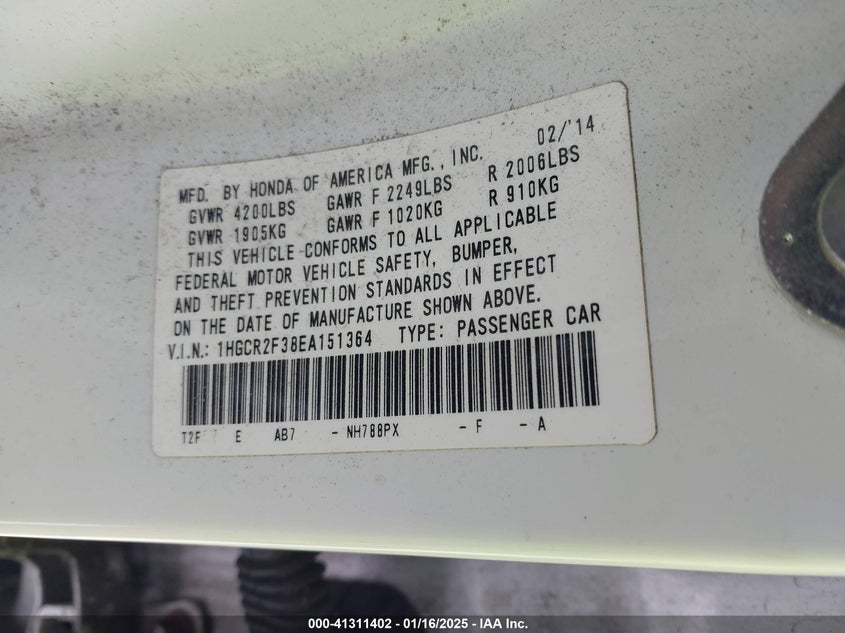 02/'14
MFD. BY HONDA OF AMERICA MFG., INC.
GVWR 4200LBS GAWR F 2249LBS R 2006LBS
GVWR 1905KG GAWR F 1020KG R 910KG
THIS VEHICLE CONFORMS TO ALL APPLICABLE
FEDERAL MOTOR VEHICLE SAFETY, BUMPER,
AND THEFT PREVENTION STANDARDS IN EFFECT
ON THE DATE OF MANUFACTURE SHOWN ABOVE.
V.I.N.: 1HGCR2F38EA151364 TYPE: PASSENGER CAR
E AB7 - NH788PX - F - A
000-41311402 - 01/16/2025 - IAA Inc.